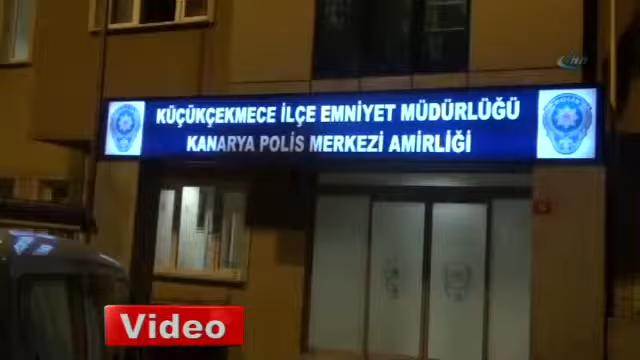 KÜÇÜKÇEKMECE İLÇE EMNİYET MÜDÜRLÜĞÜ
KANARYA POLİS MERKEZİ AMİRLİĞİ
Video